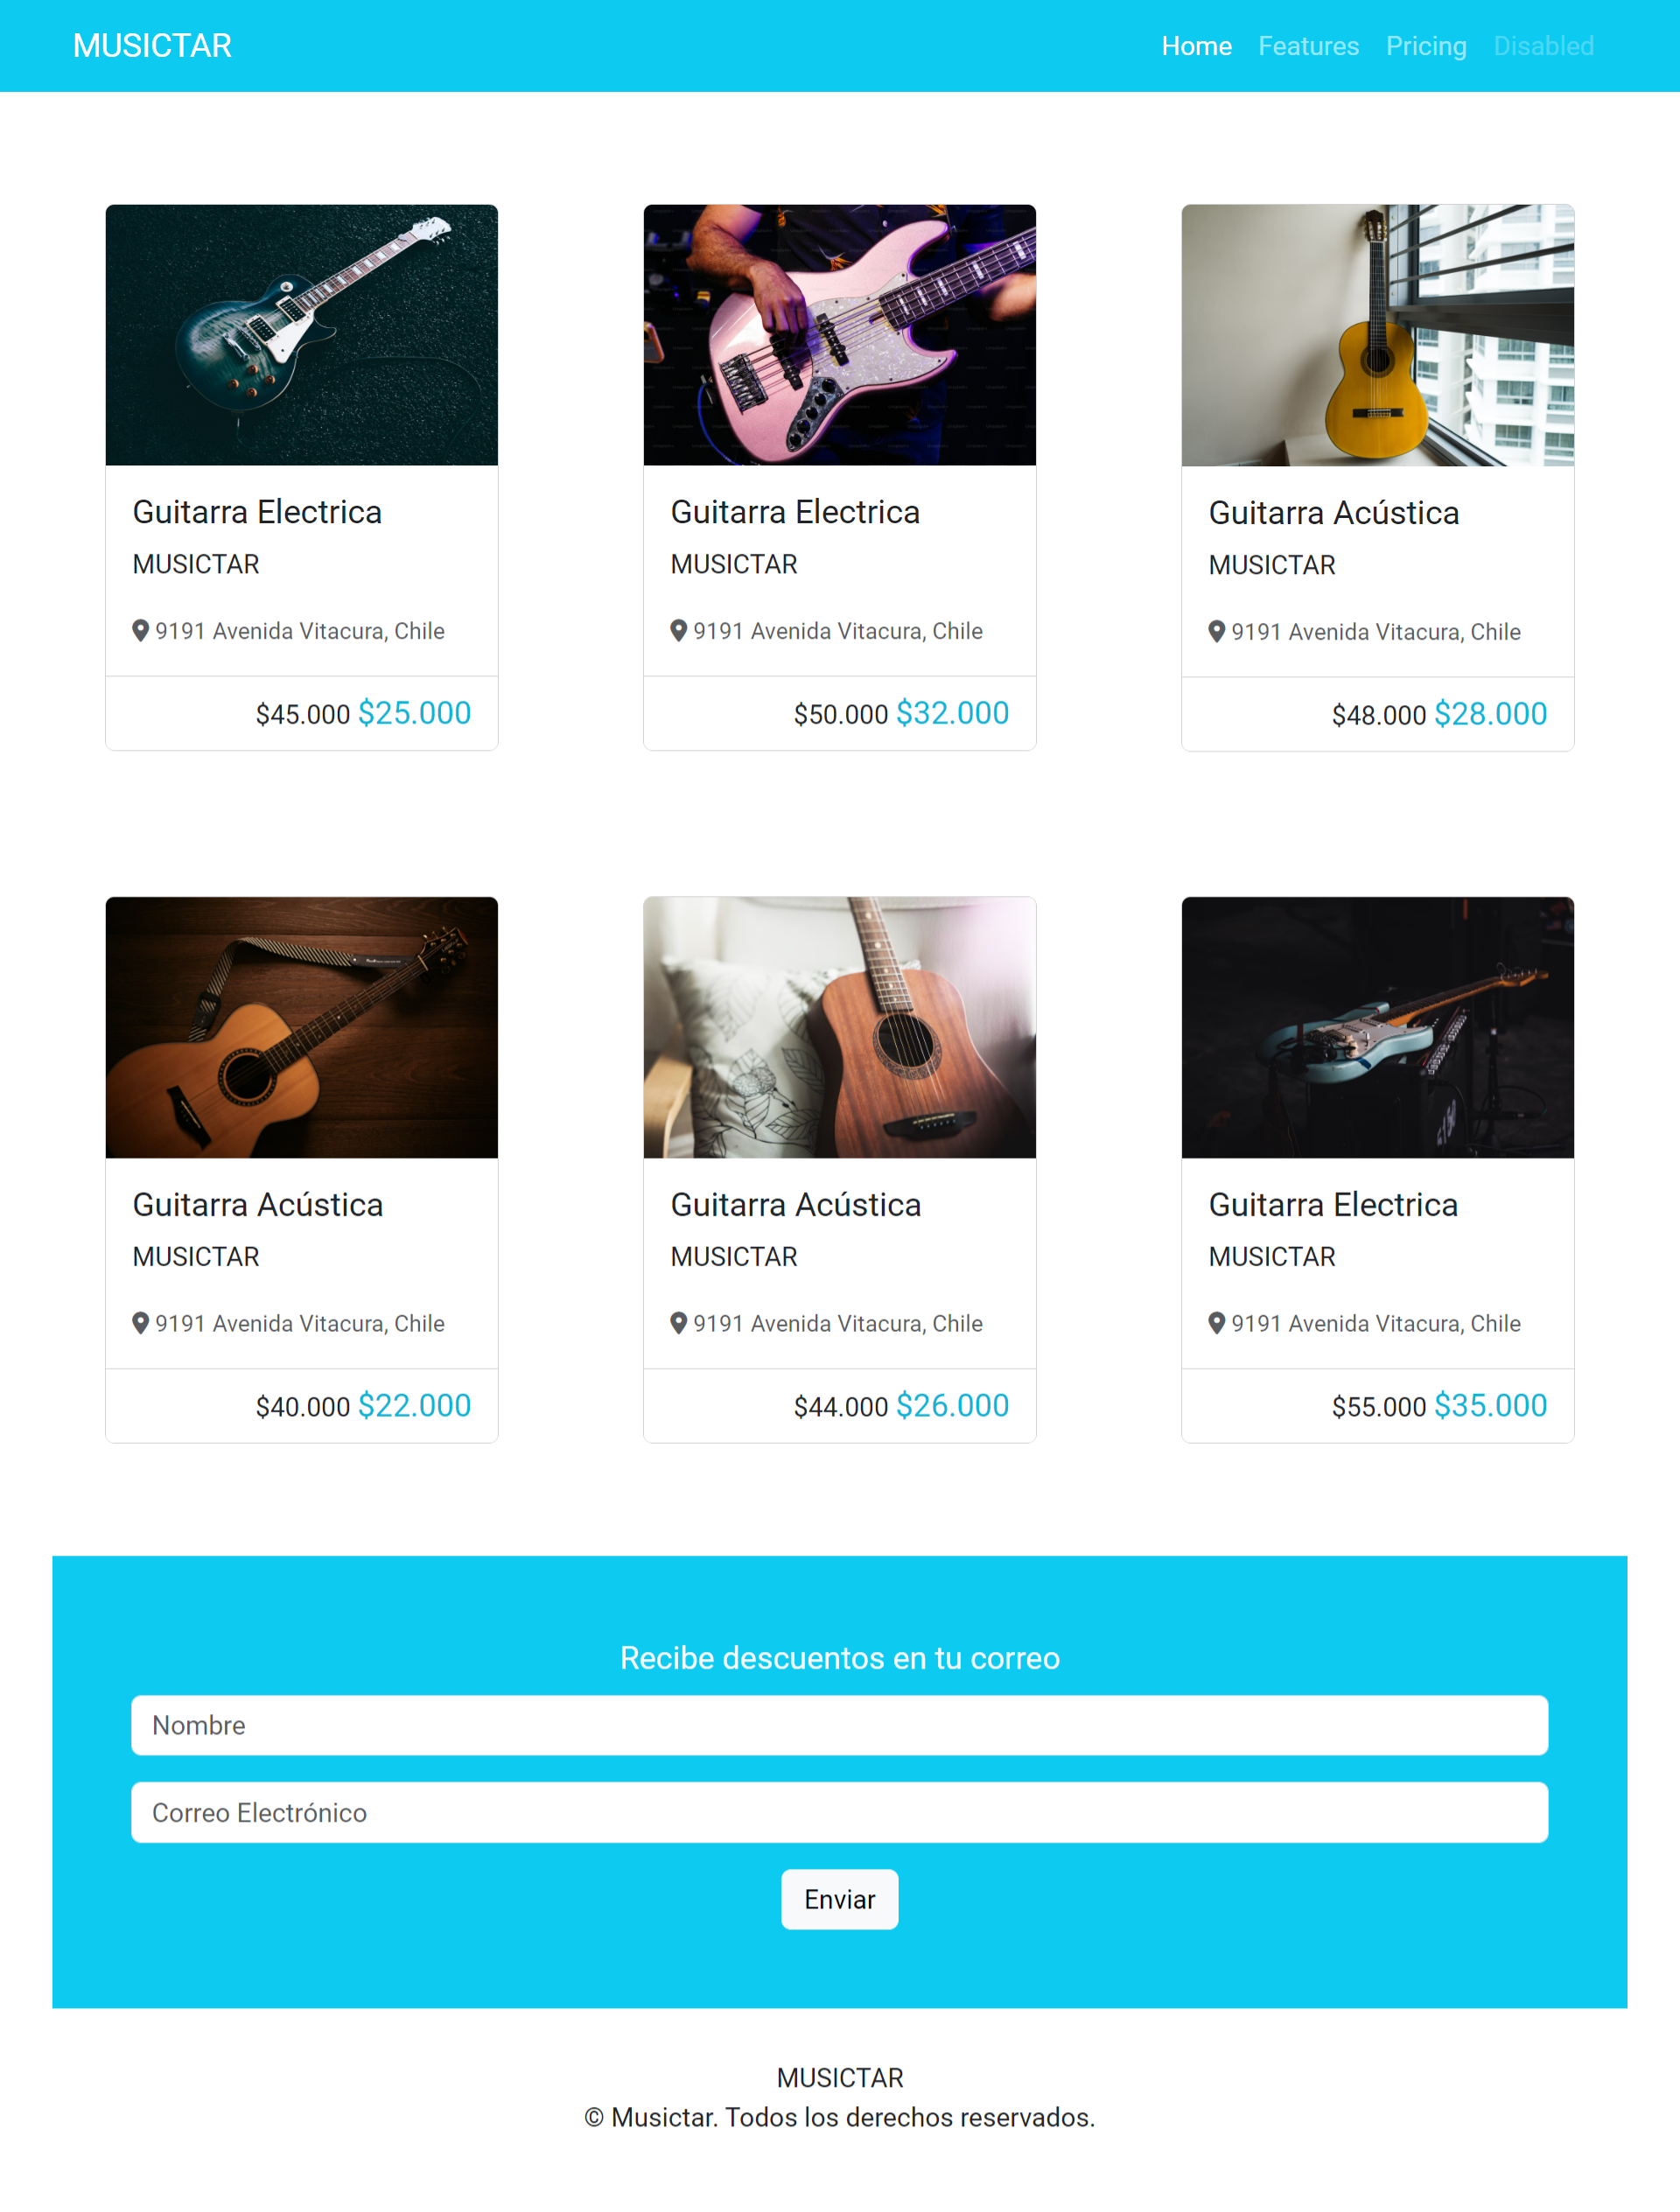 MUSICTAR
Home Features Pricing Disabled
Guitarra Electrica
MUSICTAR
9191 Avenida Vitacura, Chile
$45.000 $25.000
Guitarra Electrica
MUSICTAR
9191 Avenida Vitacura, Chile
$50.000 $32.000
Guitarra Acústica
MUSICTAR
9191 Avenida Vitacura, Chile
$48.000 $28.000
Guitarra Acústica
MUSICTAR
9191 Avenida Vitacura, Chile
$40.000 $22.000
Guitarra Acústica
MUSICTAR
9191 Avenida Vitacura, Chile
$44.000 $26.000
Guitarra Electrica
MUSICTAR
9191 Avenida Vitacura, Chile
$55.000 $35.000
Recibe descuentos en tu correo
Nombre
Correo Electrónico
Enviar
MUSICTAR
© Musictar. Todos los derechos reservados.